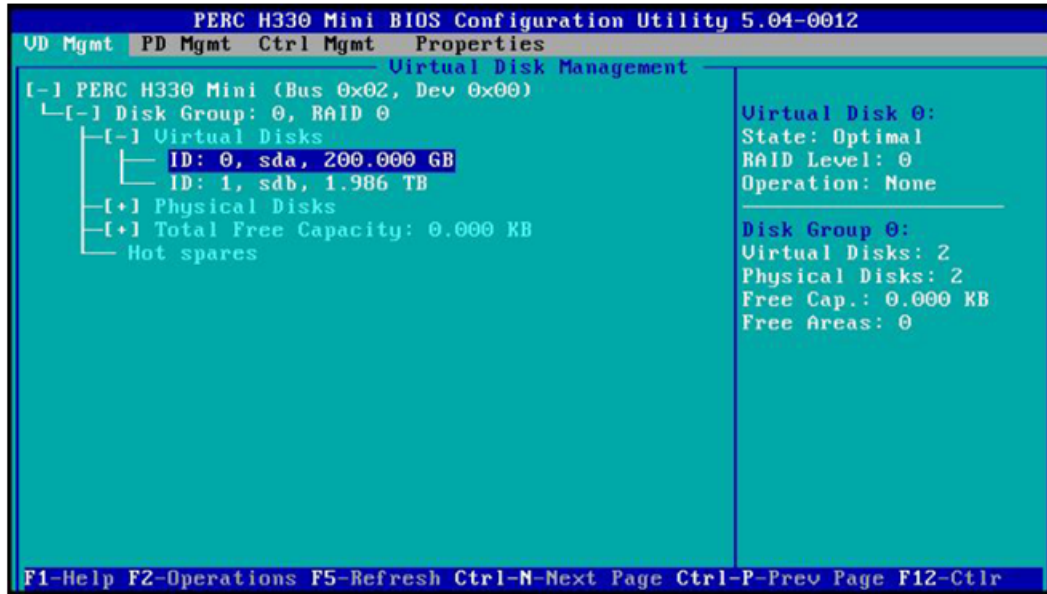 PERC H330 Mini BIOS Configuration Utility 5.04-0012
VD Mgmt PD Mgmt Ctrl Mgmt Properties
Virtual Disk Management
[-] PERC H330 Mini (Bus 0x02, Dev 0x00)
[-] Disk Group: 0, RAID 0
[-] Virtual Disks
ID: 0, sda, 200.000 GB
ID: 1, sdb, 1.986 TB
[+] Physical Disks
[+] Total Free Capacity: 0.000 KB
Hot spares
Virtual Disk 0:
State: Optimal
RAID Level: 0
Operation: None
Disk Group 0:
Virtual Disks: 2
Physical Disks: 2
Free Cap.: 0.000 KB
Free Areas: 0
F1-Help F2-Operations F5-Refresh Ctrl-N-Next Page Ctrl-P-Prev Page F12-Ctlr